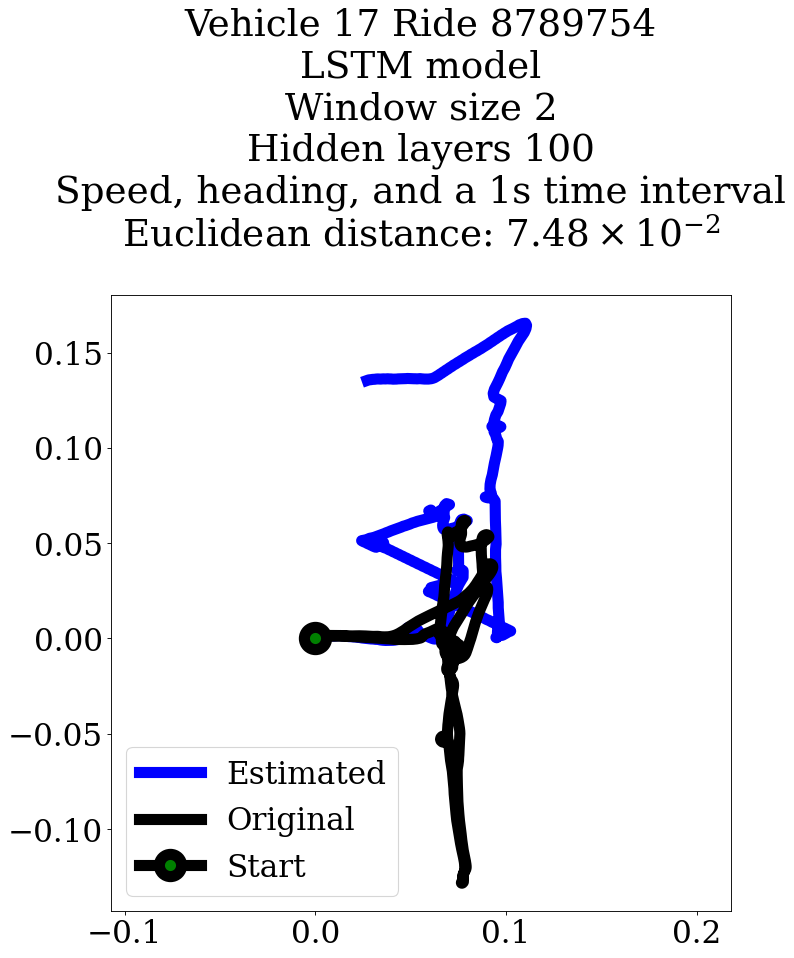 Vehicle 17 Ride 8789754
LSTM model
Window size 2
Hidden layers 100
Speed, heading, and a 1s time interval
Euclidean distance: 7.48 × 10⁻²
0.15
0.10
0.05
0.00
−0.05
−0.10
Estimated
Original
Start
−0.1 0.0 0.1 0.2